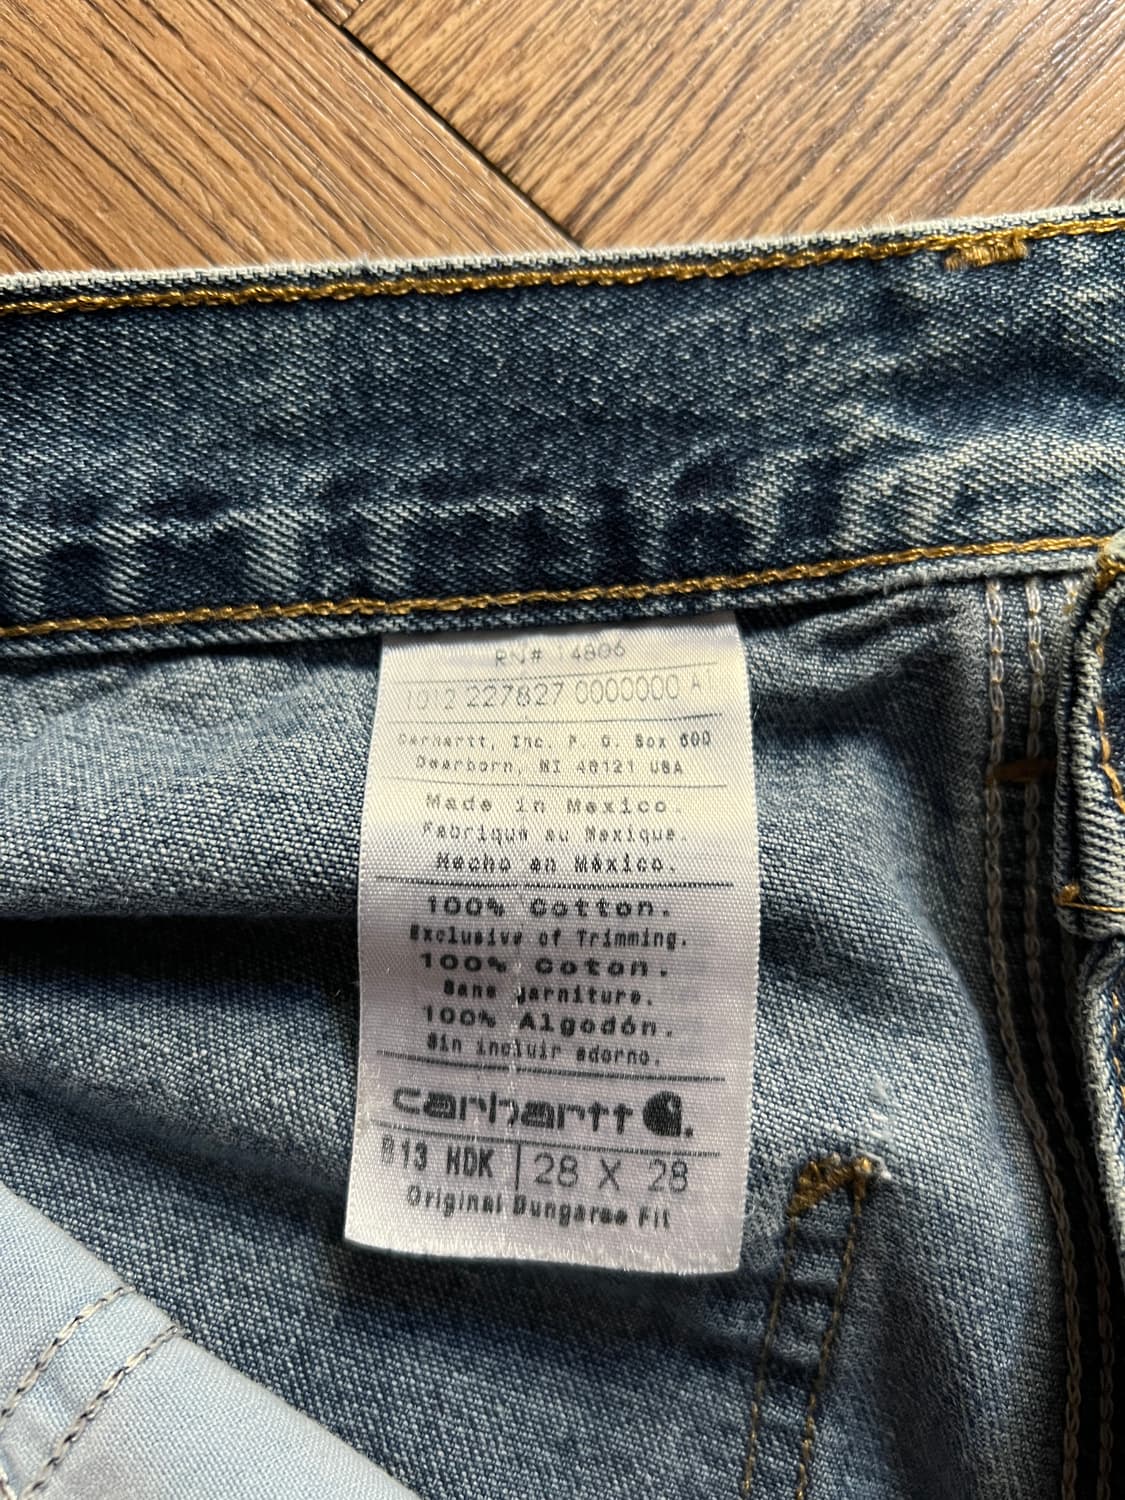 RN# 14806
1012 227827 0000000 A1
Carhartt, Inc. P. O. Box 600
Dearborn, MI 48121 USA
Made in Mexico.
Fabriqué au Mexique.
Hecho en México.
100% Cotton.
Exclusive of Trimming.
100% Coton.
Sans garniture.
100% Algodón.
Sin incluir adorno.
carhartt
B13 HDK | 28 X 28
Original Dungaree Fit